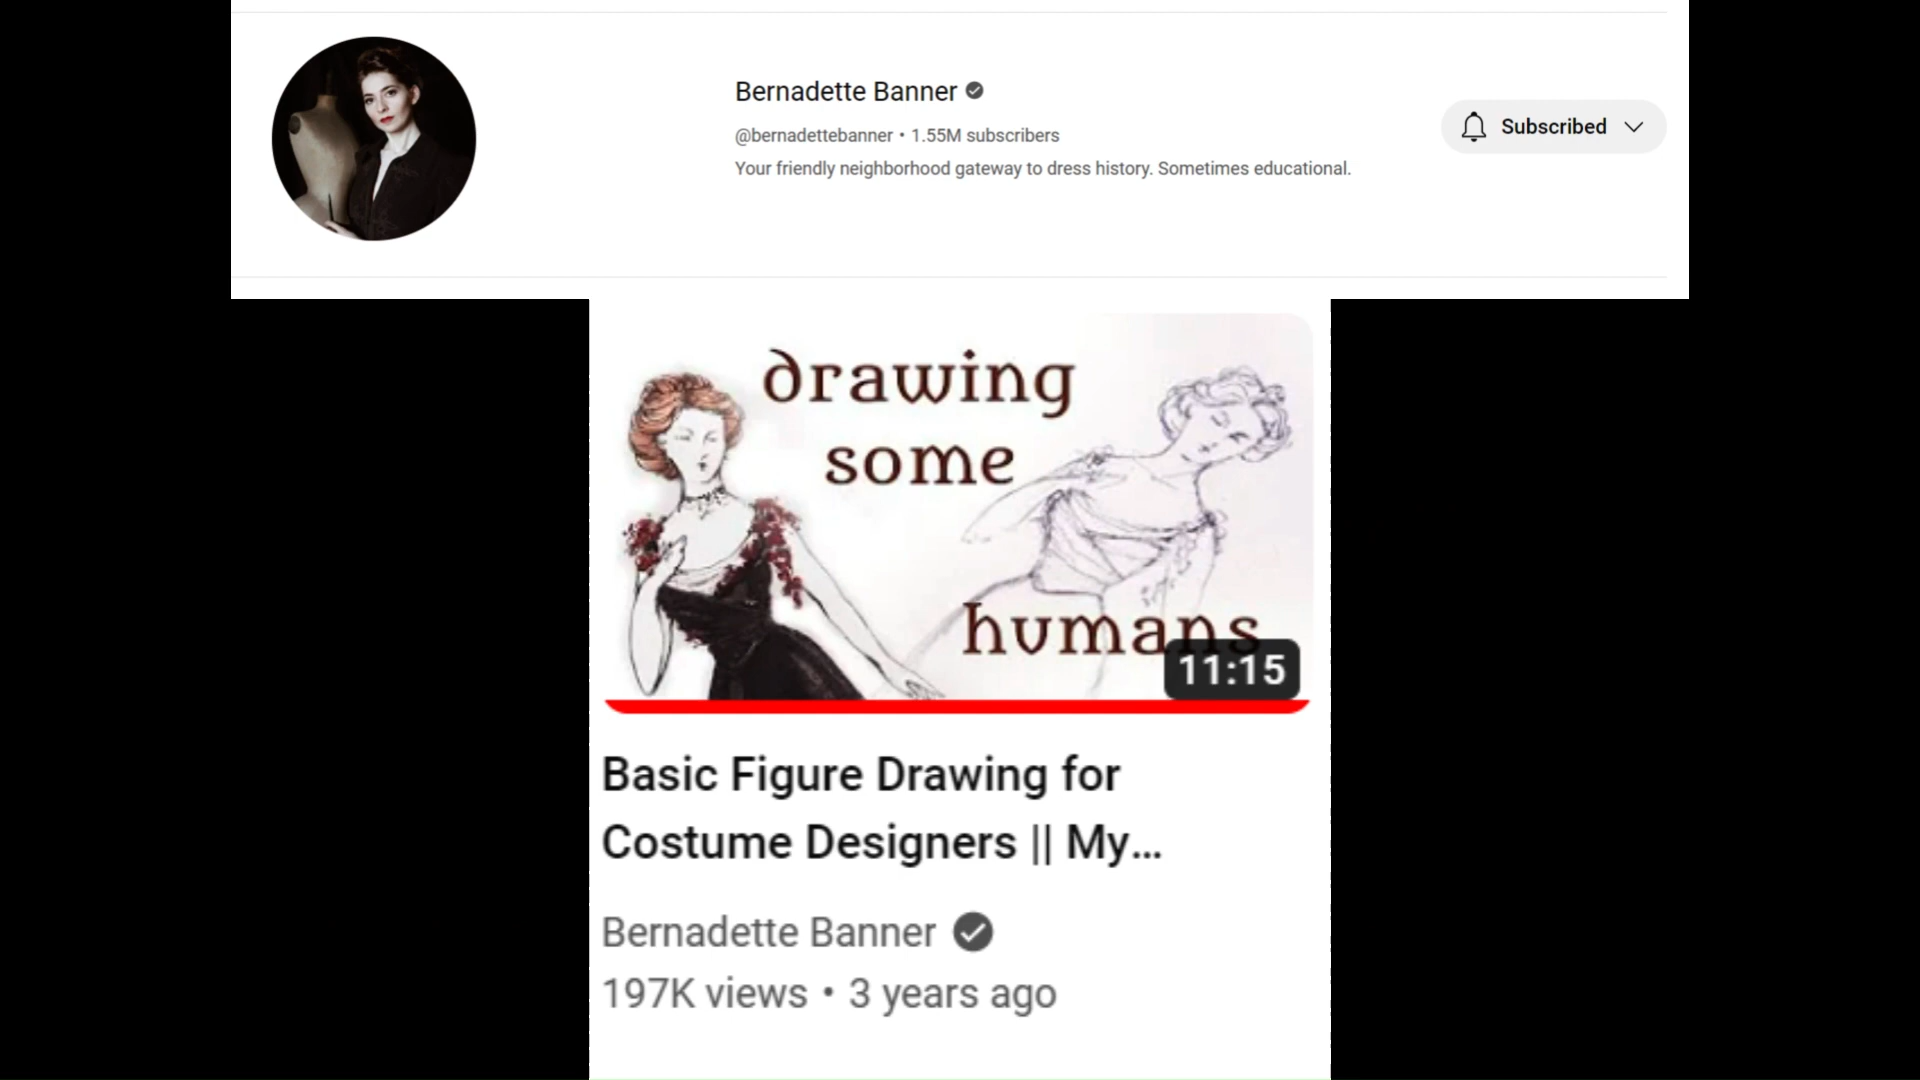 Bernadette Banner
@bernadettebanner • 1.55M subscribers
Your friendly neighborhood gateway to dress history. Sometimes educational.
Subscribed
drawing
some
humans
11:15
Basic Figure Drawing for
Costume Designers || My...
Bernadette Banner
197K views • 3 years ago